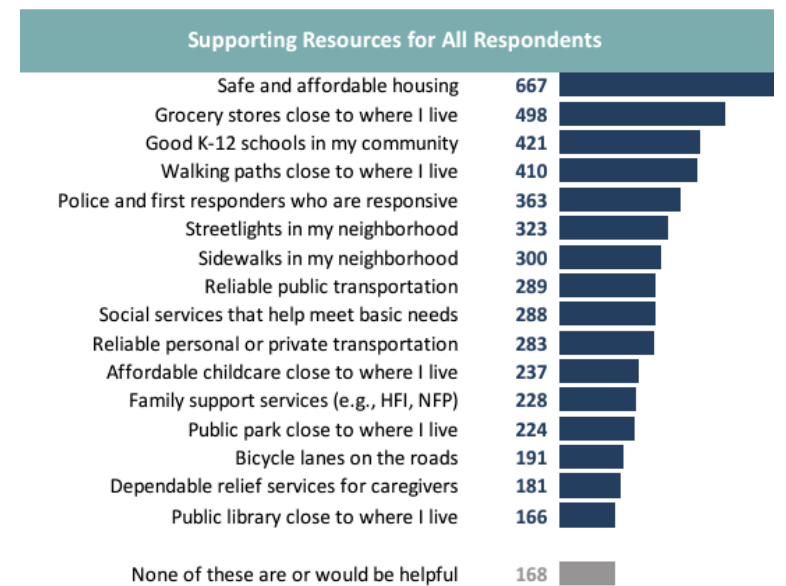 Supporting Resources for All Respondents
Safe and affordable housing 667
Grocery stores close to where I live 498
Good K-12 schools in my community 421
Walking paths close to where I live 410
Police and first responders who are responsive 363
Streetlights in my neighborhood 323
Sidewalks in my neighborhood 300
Reliable public transportation 289
Social services that help meet basic needs 288
Reliable personal or private transportation 283
Affordable childcare close to where I live 237
Family support services (e.g., HFI, NFP) 228
Public park close to where I live 224
Bicycle lanes on the roads 191
Dependable relief services for caregivers 181
Public library close to where I live 166
None of these are or would be helpful 168